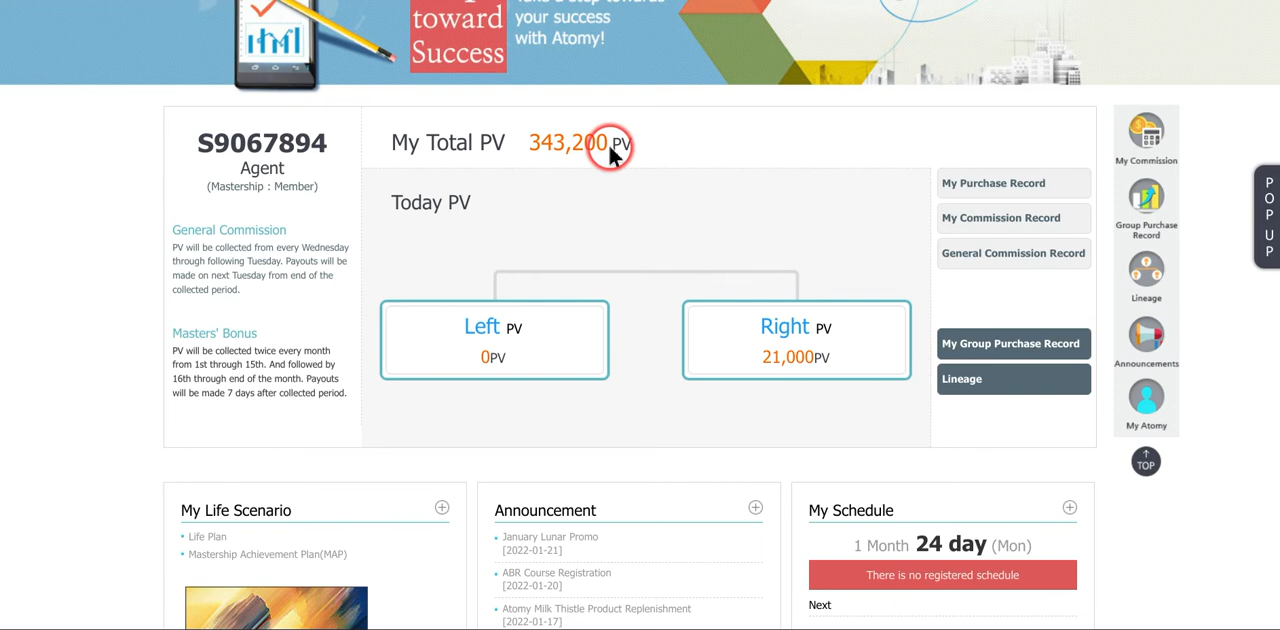 toward
Success
your success
with Atomy!
html
S9067894
Agent
(Mastership : Member)
General Commission
PV will be collected from every Wednesday
through following Tuesday. Payouts will be
made on next Tuesday from end of the
collected period.
Masters' Bonus
PV will be collected twice every month
from 1st through 15th. And followed by
16th through end of the month. Payouts
will be made 7 days after collected period.
My Total PV 343,200 PV
Today PV
Left PV
0PV
Right PV
21,000PV
My Purchase Record
My Commission Record
General Commission Record
My Group Purchase Record
Lineage
My Commission
Group Purchase
Record
Lineage
Announcements
My Atomy
TOP
POP UP
My Life Scenario
• Life Plan
• Mastership Achievement Plan(MAP)
Announcement
• January Lunar Promo
[2022-01-21]
• ABR Course Registration
[2022-01-20]
• Atomy Milk Thistle Product Replenishment
[2022-01-17]
My Schedule
1 Month 24 day (Mon)
There is no registered schedule
Next